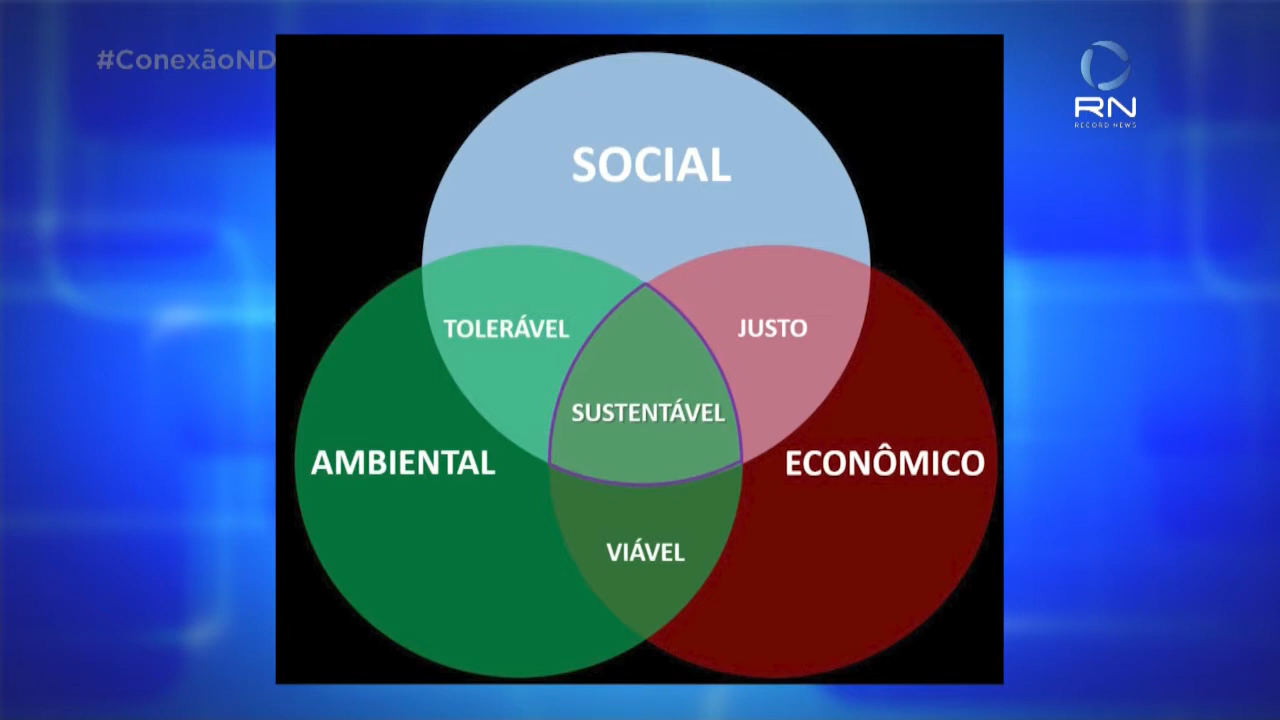 #ConexãoND
RN
RECORD NEWS
SOCIAL
TOLERÁVEL
JUSTO
SUSTENTÁVEL
AMBIENTAL
ECONÔMICO
VIÁVEL